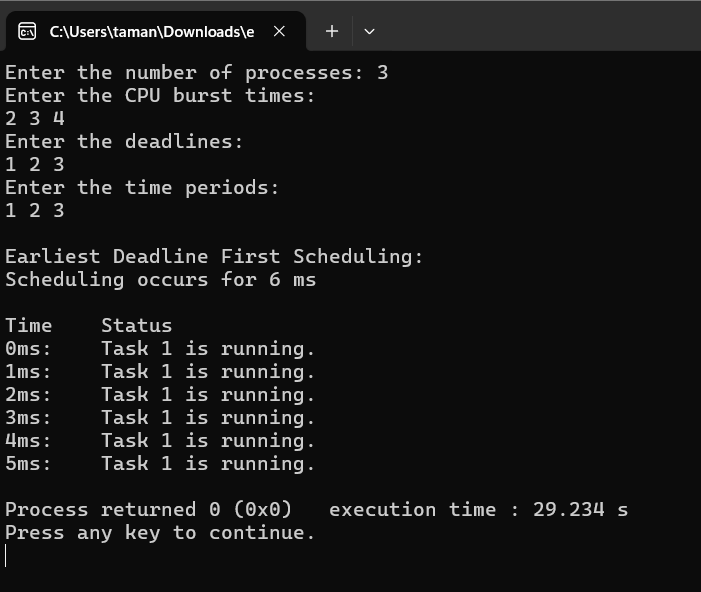 C:\Users\taman\Downloads\e
Enter the number of processes: 3
Enter the CPU burst times:
2 3 4
Enter the deadlines:
1 2 3
Enter the time periods:
1 2 3
Earliest Deadline First Scheduling:
Scheduling occurs for 6 ms
Time    Status
0ms:    Task 1 is running.
1ms:    Task 1 is running.
2ms:    Task 1 is running.
3ms:    Task 1 is running.
4ms:    Task 1 is running.
5ms:    Task 1 is running.
Process returned 0 (0x0)   execution time : 29.234 s
Press any key to continue.